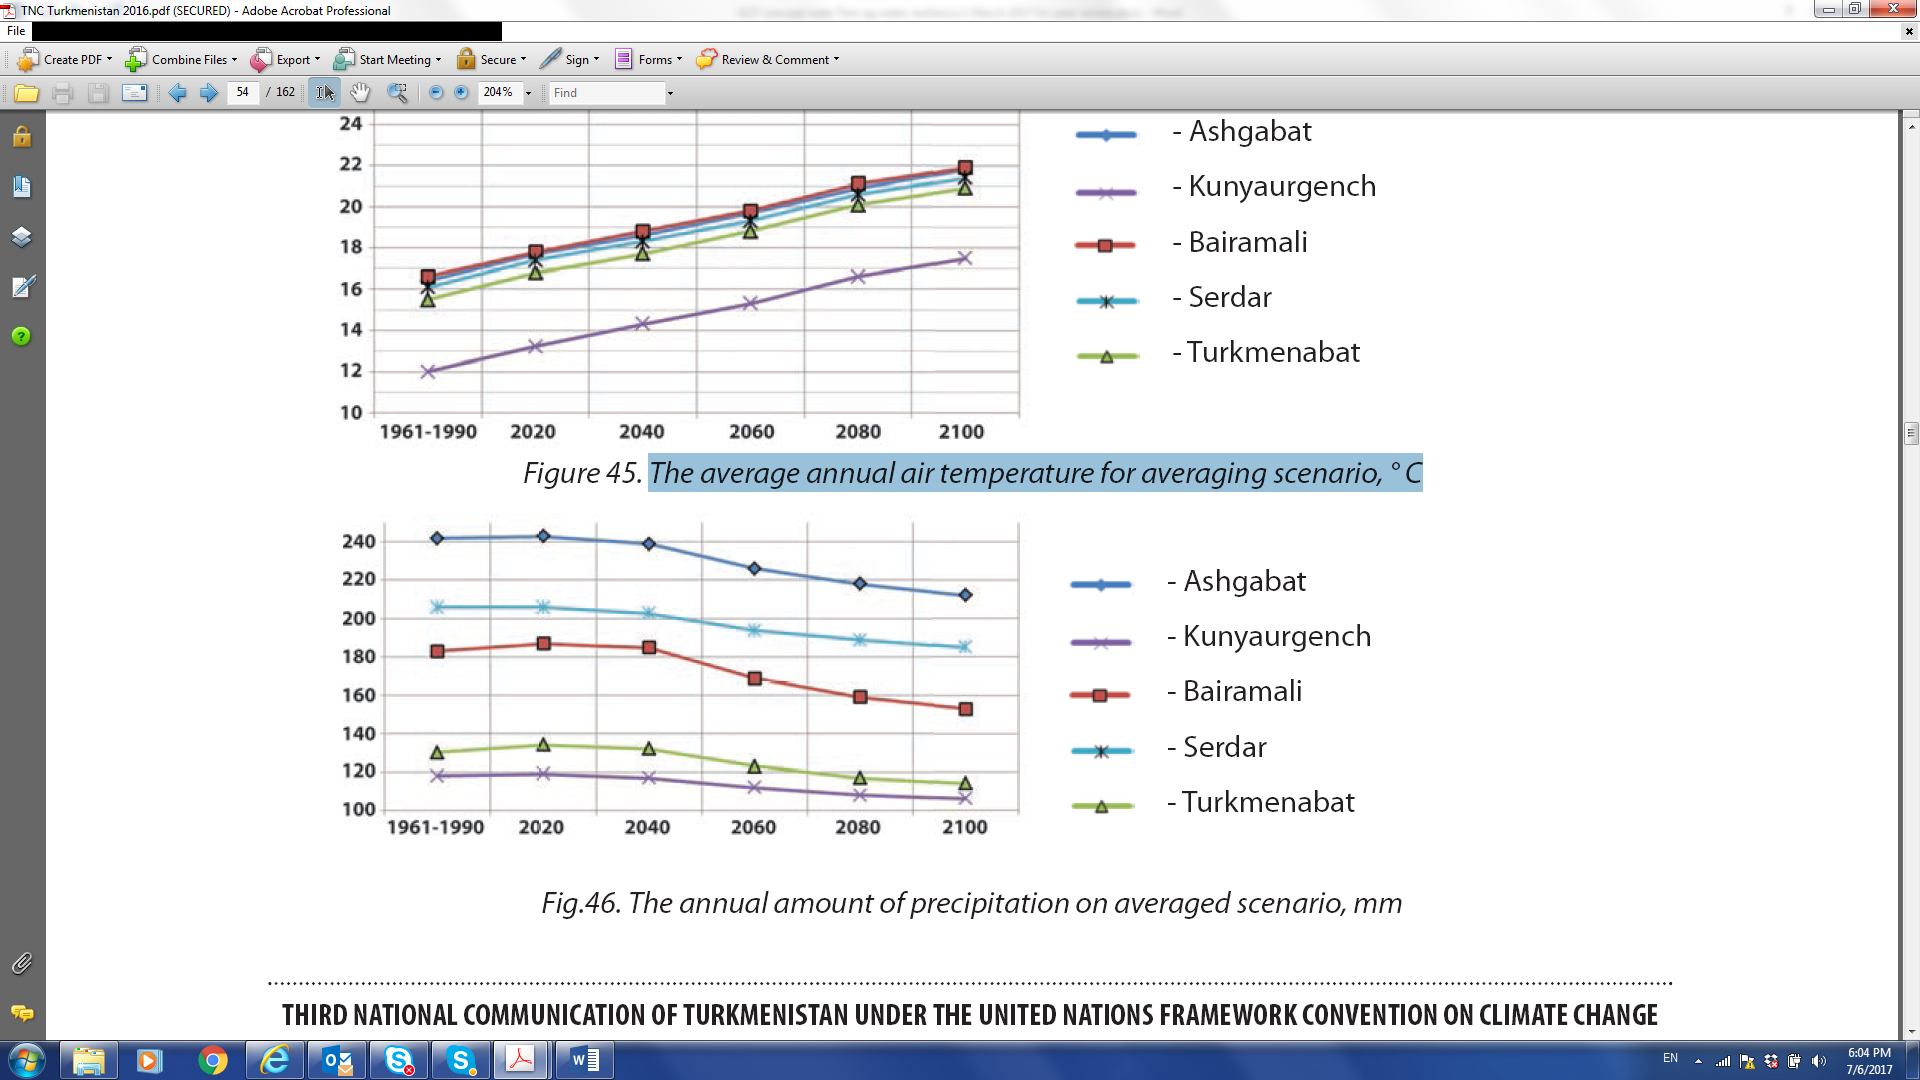 TNC Turkmenistan 2016.pdf (SECURED) - Adobe Acrobat Professional
File
Create PDF Combine Files Export Start Meeting Secure Sign Forms Review & Comment
54 / 162 204% Find
24
22
20
18
16
14
12
10
1961-1990 2020 2040 2060 2080 2100
- Ashgabat
- Kunyaurgench
- Bairamali
- Serdar
- Turkmenabat
Figure 45. The average annual air temperature for averaging scenario, ° C
240
220
200
180
160
140
120
100
1961-1990 2020 2040 2060 2080 2100
- Ashgabat
- Kunyaurgench
- Bairamali
- Serdar
- Turkmenabat
Fig.46. The annual amount of precipitation on averaged scenario, mm
THIRD NATIONAL COMMUNICATION OF TURKMENISTAN UNDER THE UNITED NATIONS FRAMEWORK CONVENTION ON CLIMATE CHANGE
EN
6:04 PM
7/6/2017